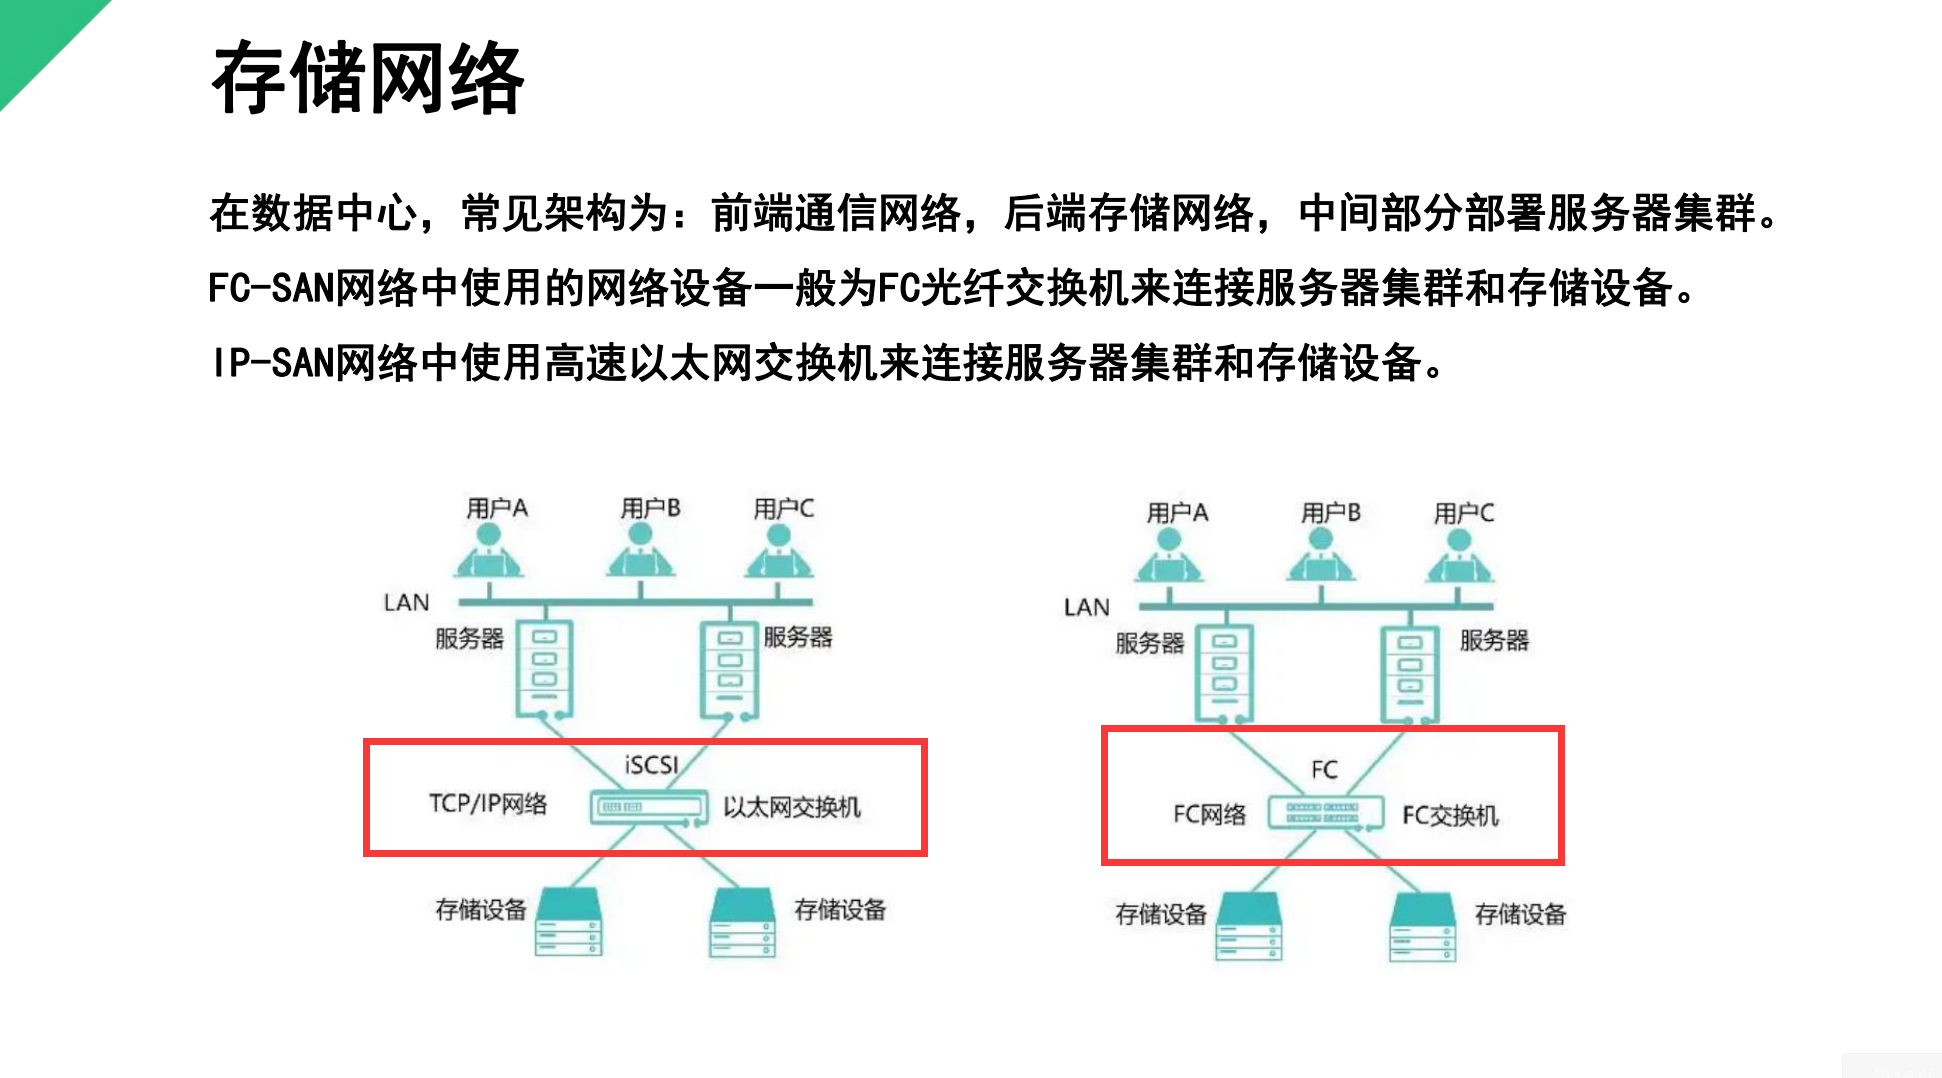 存储网络
在数据中心，常见架构为：前端通信网络，后端存储网络，中间部分部署服务器集群。
FC-SAN网络中使用的网络设备一般为FC光纤交换机来连接服务器集群和存储设备。
IP-SAN网络中使用高速以太网交换机来连接服务器集群和存储设备。
用户A 用户B 用户C
LAN
服务器 服务器
iSCSI
TCP/IP网络 以太网交换机
存储设备 存储设备
用户A 用户B 用户C
LAN
服务器 服务器
FC
FC网络 FC交换机
存储设备 存储设备